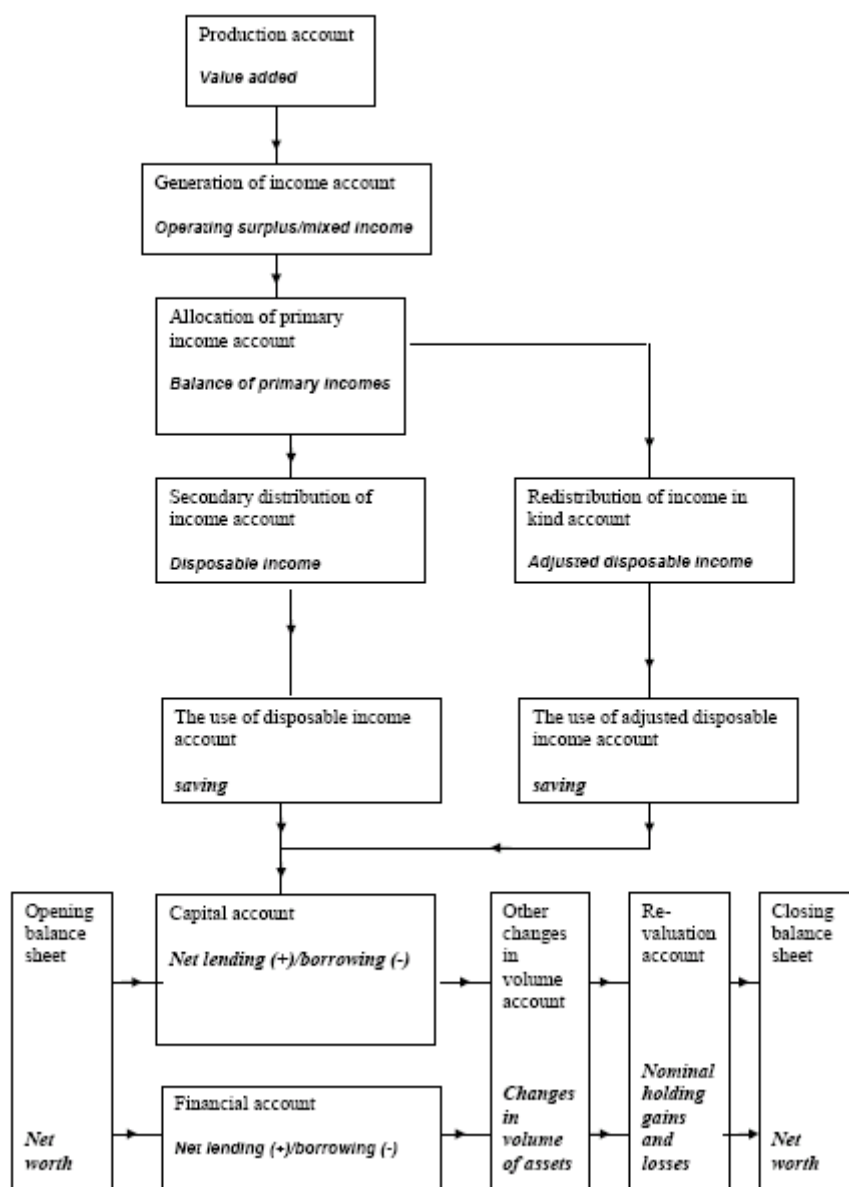 Production account
Value added
Generation of income account
Operating surplus/mixed income
Allocation of primary
income account
Balance of primary incomes
Secondary distribution of
income account
Disposable income
Redistribution of income in
kind account
Adjusted disposable income
The use of disposable income
account
saving
The use of adjusted disposable
income account
saving
Opening
balance
sheet
Net
worth
Capital account
Net lending (+)/borrowing (-)
Financial account
Net lending (+)/borrowing (-)
Other
changes
in
volume
account
Changes
in
volume
of assets
Re-
valuation
account
Nominal
holding
gains
and
losses
Closing
balance
sheet
Net
worth